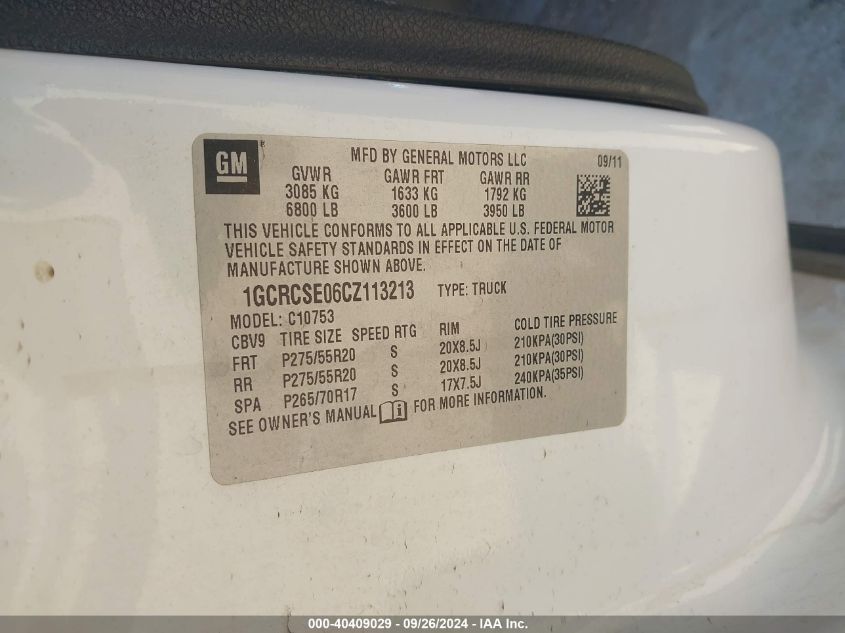 GM
MFD BY GENERAL MOTORS LLC 09/11
GVWR GAWR FRT GAWR RR
3085 KG 1633 KG 1792 KG
6800 LB 3600 LB 3950 LB
THIS VEHICLE CONFORMS TO ALL APPLICABLE U.S. FEDERAL MOTOR
VEHICLE SAFETY STANDARDS IN EFFECT ON THE DATE OF
MANUFACTURE SHOWN ABOVE.
1GCRCSE06CZ113213 TYPE: TRUCK
MODEL: C10753
CBV9 TIRE SIZE SPEED RTG RIM COLD TIRE PRESSURE
FRT P275/55R20 S 20X8.5J 210KPA(30PSI)
RR P275/55R20 S 20X8.5J 210KPA(30PSI)
SPA P265/70R17 S 17X7.5J 240KPA(35PSI)
SEE OWNER'S MANUAL FOR MORE INFORMATION.
000-40409029 - 09/26/2024 - IAA Inc.